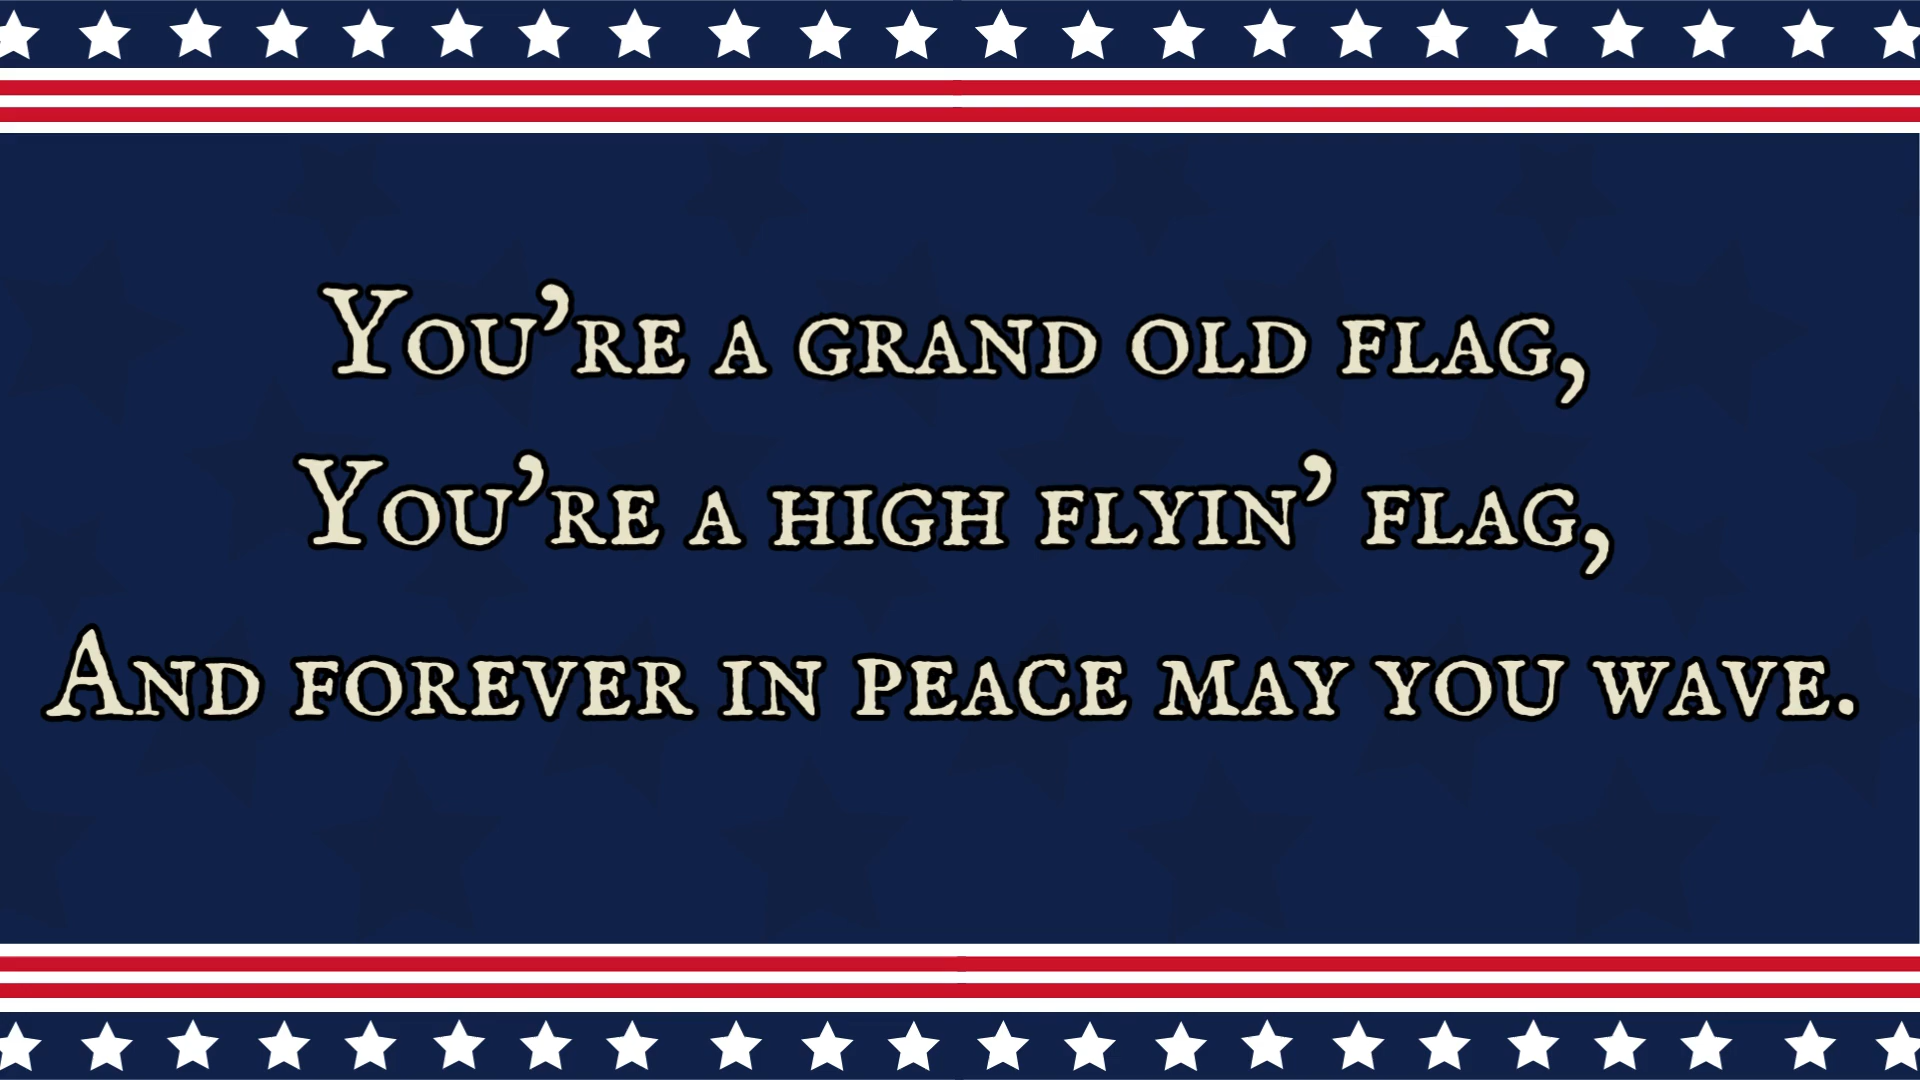 You’re a grand old flag,
You’re a high flyin’ flag,
And forever in peace may you wave.